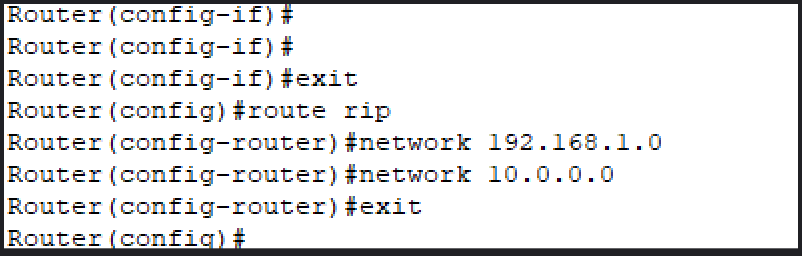 Router(config-if)#
Router(config-if)#
Router(config-if)#exit
Router(config)#route rip
Router(config-router)#network 192.168.1.0
Router(config-router)#network 10.0.0.0
Router(config-router)#exit
Router(config)#